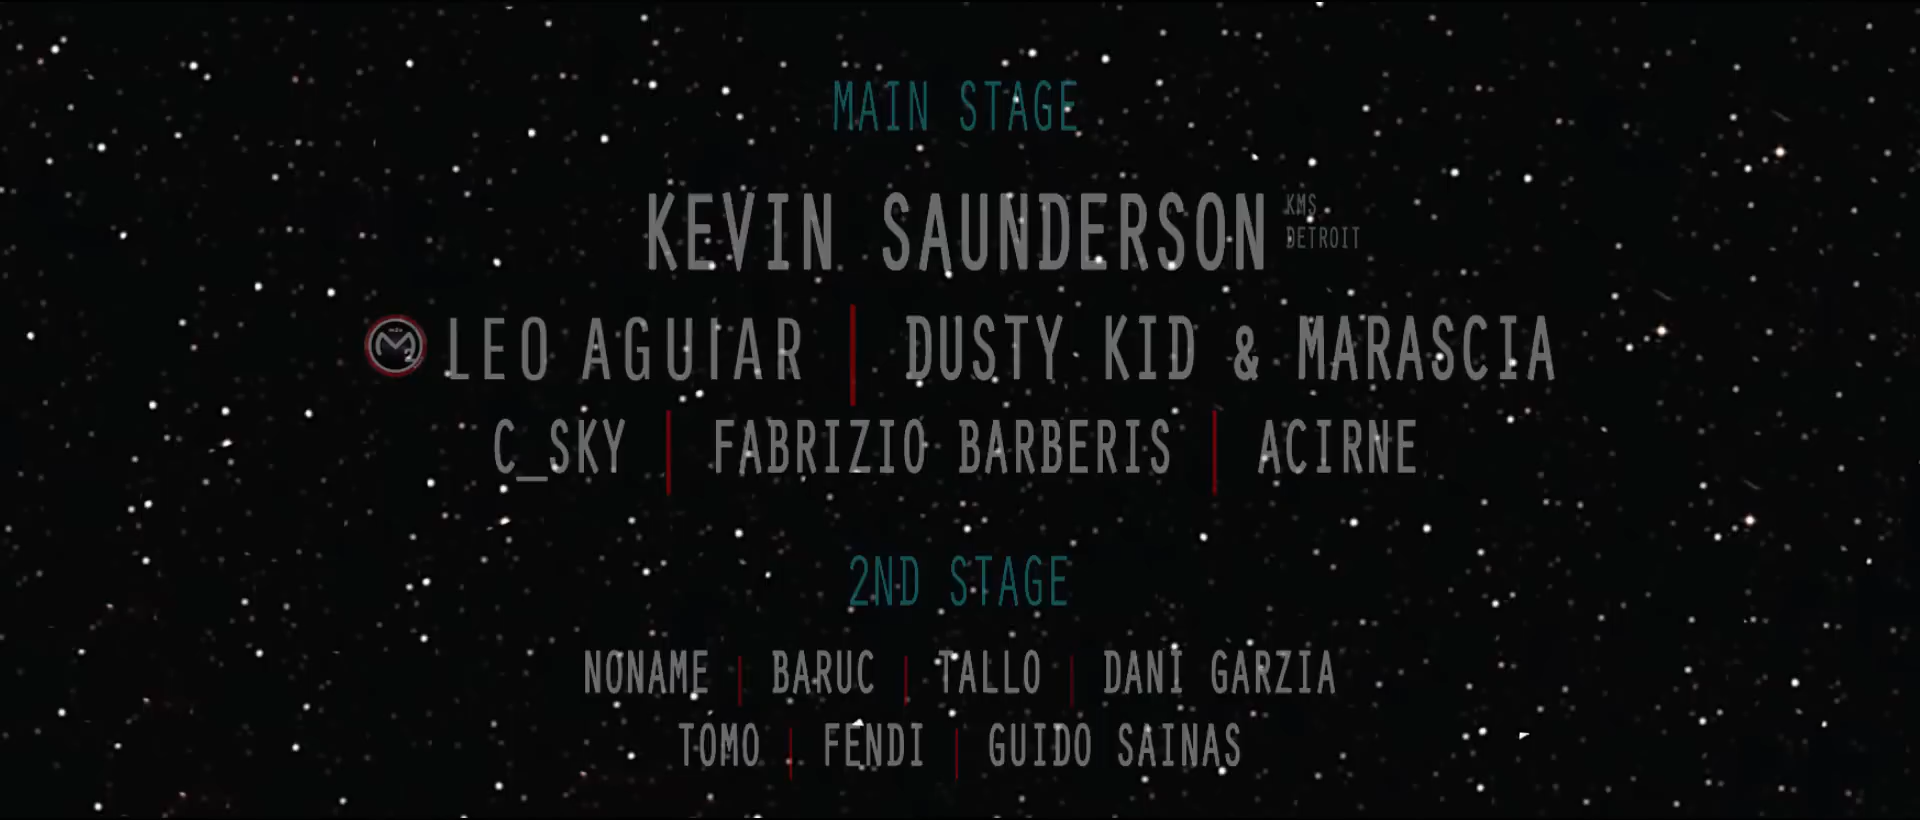 MAIN STAGE
KEVIN SAUNDERSON KMS
DETROIT
LEO AGUIAR | DUSTY KID & MARASCIA
C_SKY | FABRIZIO BARBERIS | ACIRNE
2ND STAGE
NONAME | BARUC | TALLO | DANI GARZIA
TOMO | FENDI | GUIDO SAINAS